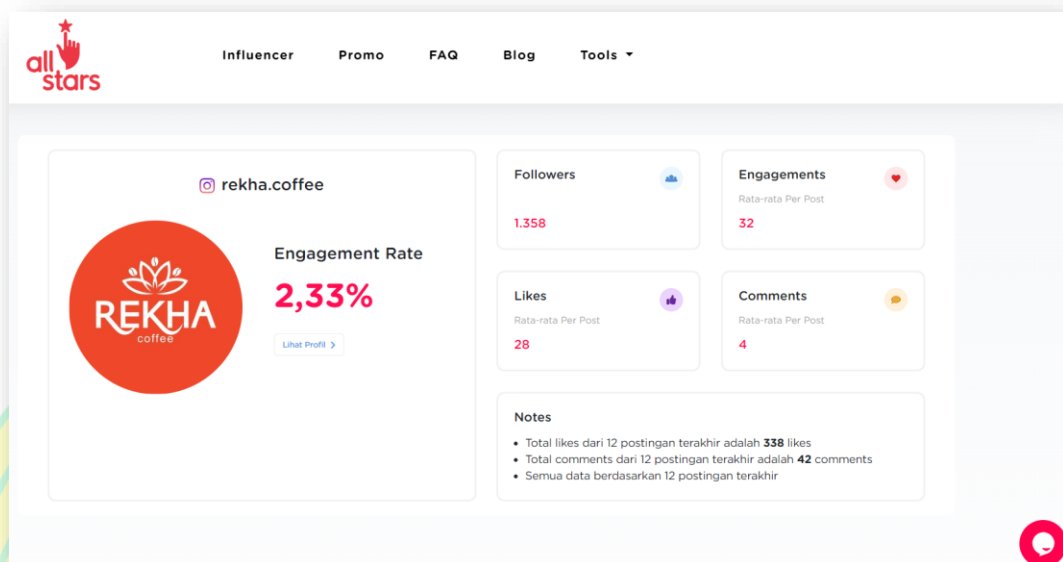 all
stars
Influencer Promo FAQ Blog Tools
rekha.coffee
REKHA
coffee
Engagement Rate
2,33%
Lihat Profil
Followers
1.358
Engagements
Rata-rata Per Post
32
Likes
Rata-rata Per Post
28
Comments
Rata-rata Per Post
4
Notes
• Total likes dari 12 postingan terakhir adalah 338 likes
• Total comments dari 12 postingan terakhir adalah 42 comments
• Semua data berdasarkan 12 postingan terakhir